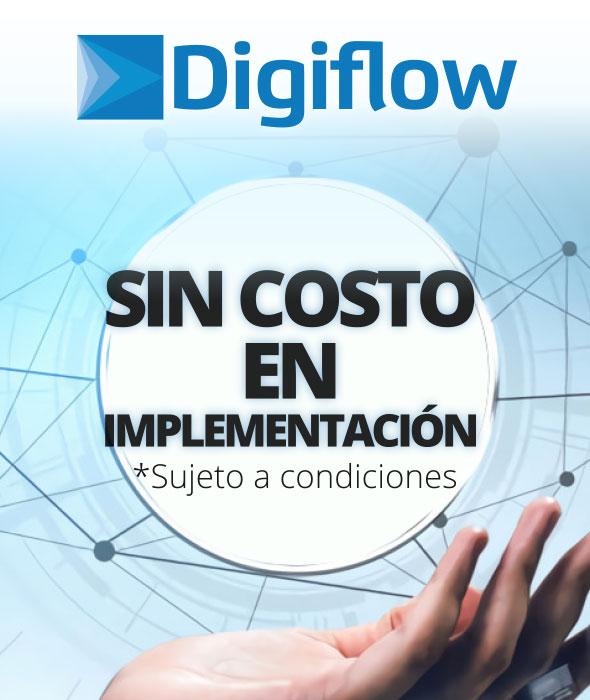 Digiflow
SIN COSTO
EN
IMPLEMENTACIÓN
*Sujeto a condiciones